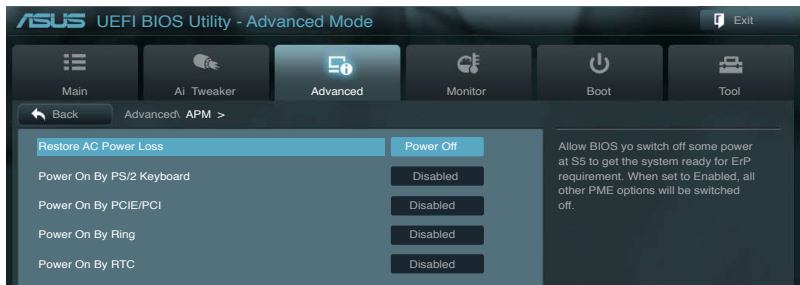 ASUS UEFI BIOS Utility - Advanced Mode
Exit
Main
Ai Tweaker
Advanced
Monitor
Boot
Tool
Back
Advanced\ APM >
Restore AC Power Loss
Power Off
Power On By PS/2 Keyboard
Disabled
Power On By PCIE/PCI
Disabled
Power On By Ring
Disabled
Power On By RTC
Disabled
Allow BIOS yo switch off some power
at S5 to get the system ready for ErP
requirement. When set to Enabled, all
other PME options will be switched
off.